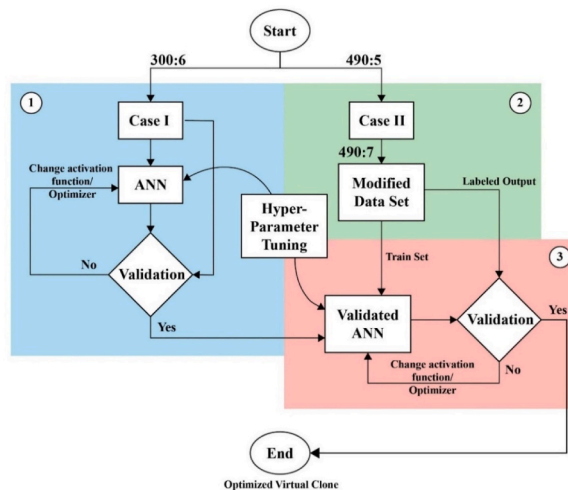 Start
300:6
490:5
1
2
Case I
Case II
490:7
Change activation
function/
Optimizer
ANN
Modified
Data Set
Labeled Output
Hyper-
Parameter
Tuning
No
Validation
Train Set
3
Yes
Validated
ANN
Validation
Yes
Change activation
function/
Optimizer
No
End
Optimized Virtual Clone